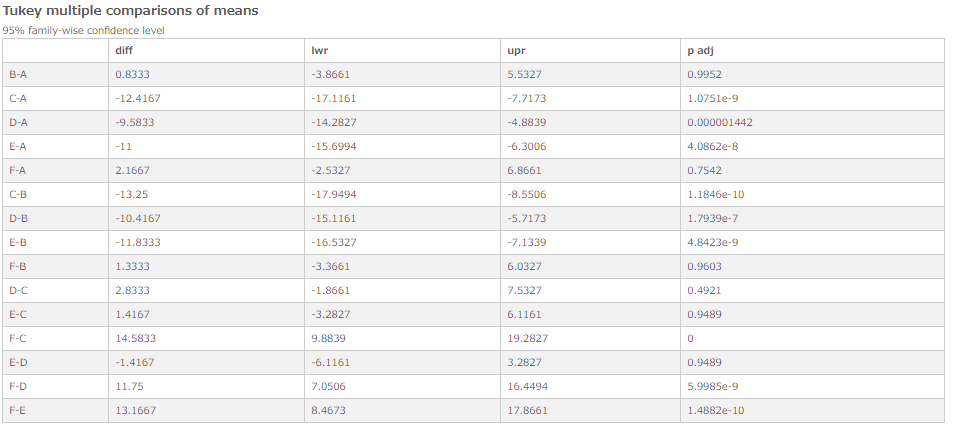 Tukey multiple comparisons of means
95% family-wise confidence level
diff lwr upr p adj
B-A 0.8333 -3.8661 5.5327 0.9952
C-A -12.4167 -17.1161 -7.7173 1.0751e-9
D-A -9.5833 -14.2827 -4.8839 0.000001442
E-A -11 -15.6994 -6.3006 4.0862e-8
F-A 2.1667 -2.5327 6.8661 0.7542
C-B -13.25 -17.9494 -8.5506 1.1846e-10
D-B -10.4167 -15.1161 -5.7173 1.7939e-7
E-B -11.8333 -16.5327 -7.1339 4.8423e-9
F-B 1.3333 -3.3661 6.0327 0.9603
D-C 2.8333 -1.8661 7.5327 0.4921
E-C 1.4167 -3.2827 6.1161 0.9489
F-C 14.5833 9.8839 19.2827 0
E-D -1.4167 -6.1161 3.2827 0.9489
F-D 11.75 7.0506 16.4494 5.9985e-9
F-E 13.1667 8.4673 17.8661 1.4882e-10